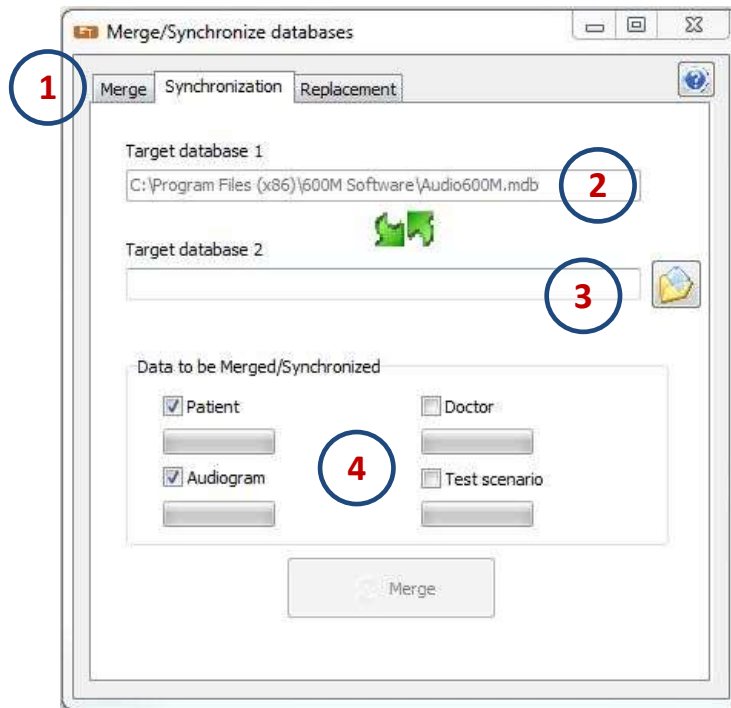 Merge/Synchronize databases
1
Merge Synchronization Replacement
Target database 1
C:\Program Files (x86)\600M Software\Audio600M.mdb
2
Target database 2
3
Data to be Merged/Synchronized
Patient Doctor
4
Audiogram Test scenario
Merge